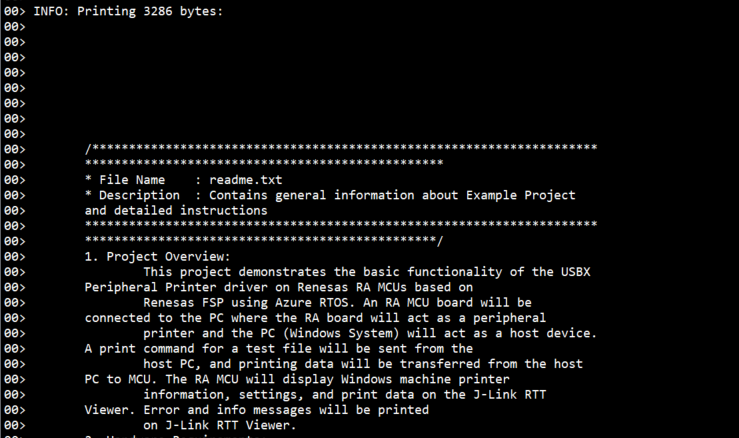 00> INFO: Printing 3286 bytes:
00>
00>
00>
00>
00>
00>
00>
00>
00> /*********************************************************************
00> *************************************************
00> * File Name    : readme.txt
00> * Description  : Contains general information about Example Project
00> and detailed instructions
00> **********************************************************************
00> ************************************************/
00> 1. Project Overview:
00> This project demonstrates the basic functionality of the USBX
00> Peripheral Printer driver on Renesas RA MCUs based on
00> Renesas FSP using Azure RTOS. An RA MCU board will be
00> connected to the PC where the RA board will act as a peripheral
00> printer and the PC (Windows System) will act as a host device.
00> A print command for a test file will be sent from the
00> host PC, and printing data will be transferred from the host
00> PC to MCU. The RA MCU will display Windows machine printer
00> information, settings, and print data on the J-Link RTT
00> Viewer. Error and info messages will be printed
00> on J-Link RTT Viewer.